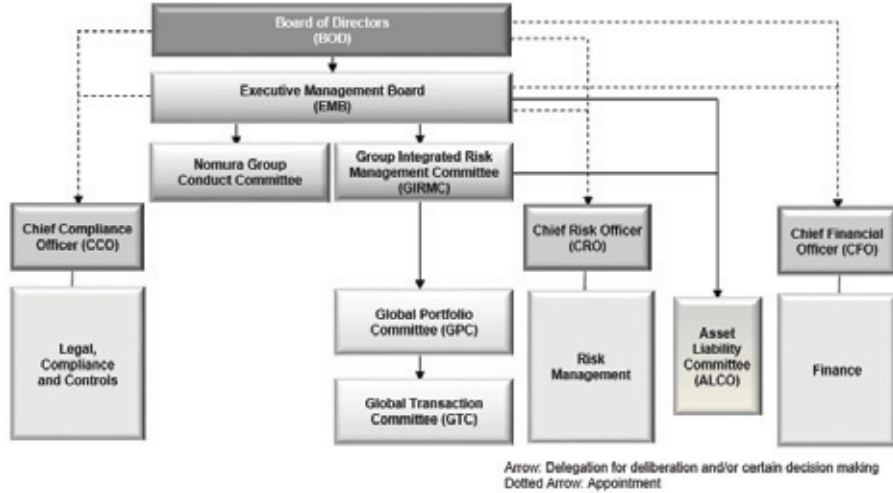 Board of Directors
(BOD)
Executive Management Board
(EMB)
Nomura Group
Conduct Committee
Group Integrated Risk
Management Committee
(GIRMC)
Chief Compliance
Officer (CCO)
Chief Risk Officer
(CRO)
Chief Financial
Officer (CFO)
Legal,
Compliance
and Controls
Global Portfolio
Committee (GPC)
Global Transaction
Committee (GTC)
Risk
Management
Asset
Liability
Committee
(ALCO)
Finance
Arrow: Delegation for deliberation and/or certain decision making
Dotted Arrow: Appointment